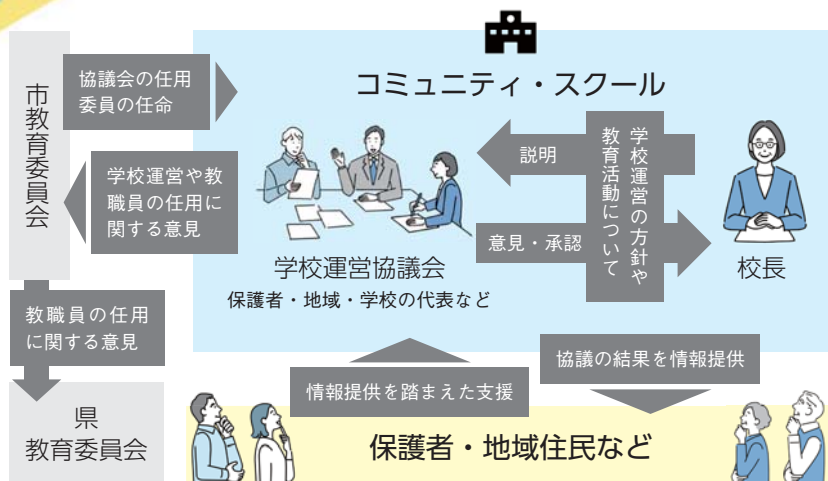 市教育委員会
協議会の任用
委員の任命
学校運営や教
職員の任用に
関する意見
教職員の任用
に関する意見
県
教育委員会
コミュニティ・スクール
学校運営協議会
保護者・地域・学校の代表など
説明
意見・承認
学校運営の方針や
教育活動について
校長
情報提供を踏まえた支援
協議の結果を情報提供
保護者・地域住民など